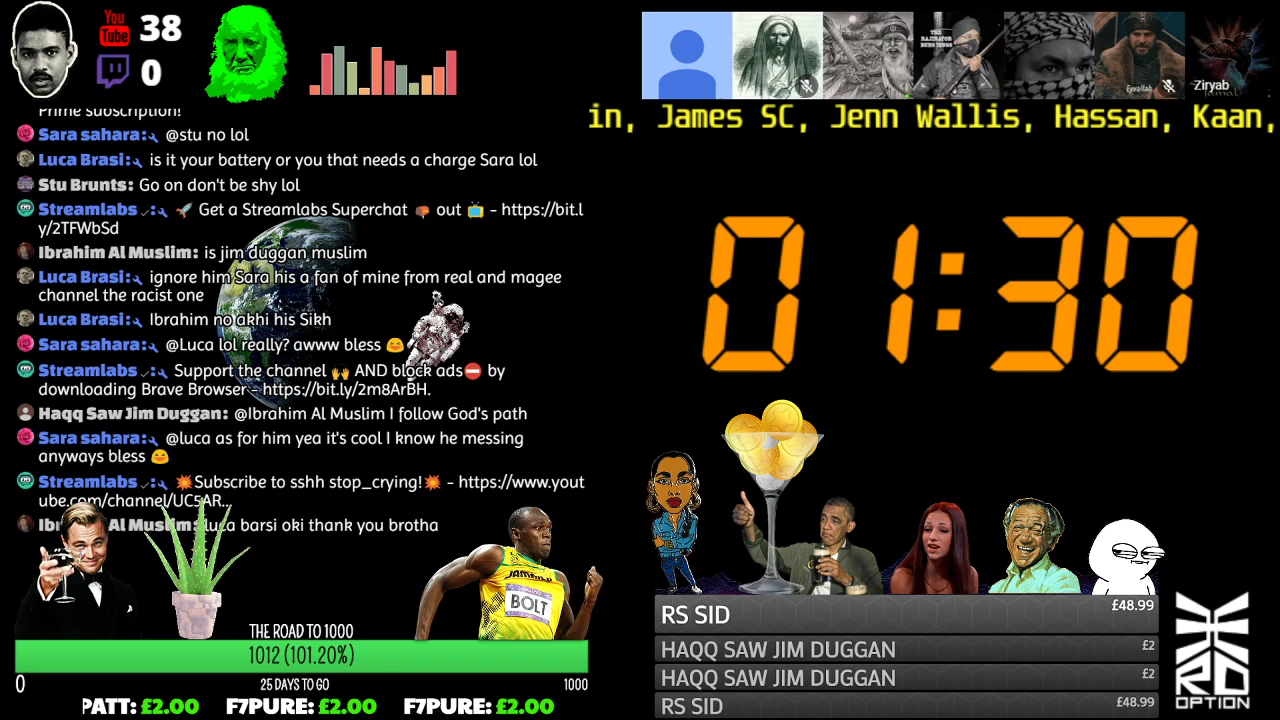 You
Tube
38
0
THE
RAJINATOR
RUNS TINGS
Eywallah
Ziryab
in, James SC, Jenn Wallis, Hassan, Kaan,
Prime subscription!
Sara sahara: @stu no lol
Luca Brasi: is it your battery or you that needs a charge Sara lol
Stu Brunts: Go on don't be shy lol
Streamlabs : 🚀 Get a Streamlabs Superchat 👊 out 📺 - https://bit.l
y/2TFWbSd
Ibrahim Al Muslim: is jim duggan muslim
Luca Brasi: ignore him Sara his a fan of mine from real and magee
channel the racist one
Luca Brasi: Ibrahim no akhi his Sikh
Sara sahara: @Luca lol really? awww bless 😆
Streamlabs : Support the channel 🙌 AND block ads⛔ by
downloading Brave Browser - https://bit.ly/2m8ArBH.
Haqq Saw Jim Duggan: @Ibrahim Al Muslim I follow God's path
Sara sahara: @luca as for him yea it's cool I know he messing
anyways bless 😄
Streamlabs : 💥Subscribe to sshh stop_crying!💥 - https://www.yout
ube.com/channel/UC5AR...
Al Muslim: luca barsi oki thank you brotha
01:30
BOLT
THE ROAD TO 1000
1012 (101.20%)
0
25 DAYS TO GO
1000
PATT: £2.00 F7PURE: £2.00 F7PURE: £2.00
RS SID £48.99
HAQQ SAW JIM DUGGAN £2
HAQQ SAW JIM DUGGAN £2
RS SID £48.99
OPTION